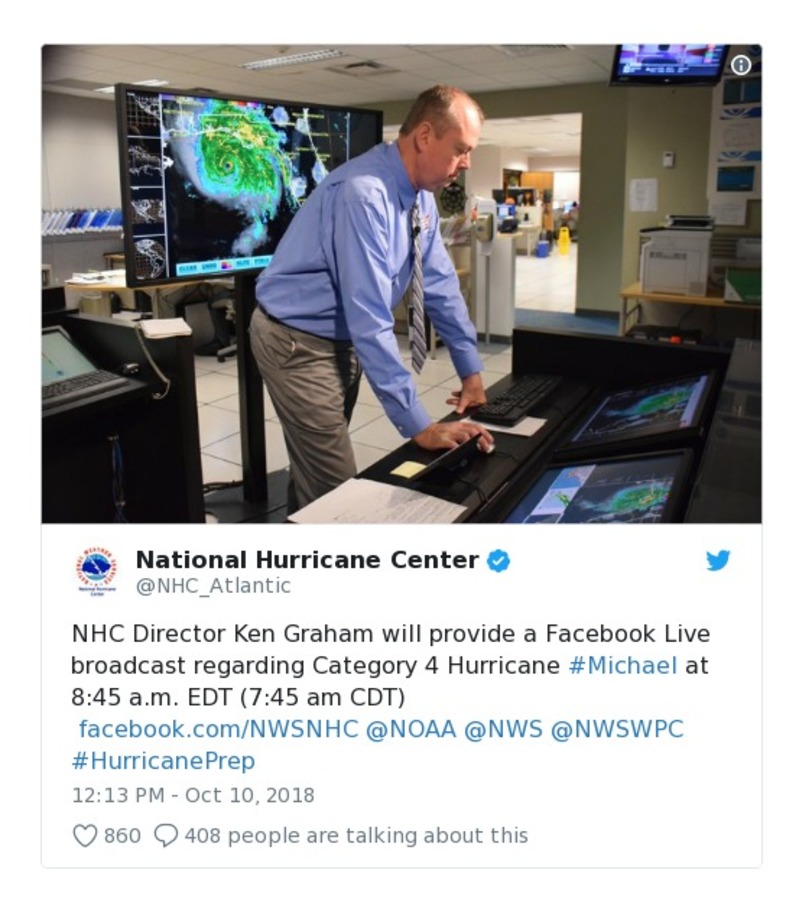 National Hurricane Center
@NHC_Atlantic
NHC Director Ken Graham will provide a Facebook Live
broadcast regarding Category 4 Hurricane #Michael at
8:45 a.m. EDT (7:45 am CDT)
facebook.com/NWSNHC @NOAA @NWS @NWSWPC
#HurricanePrep
12:13 PM - Oct 10, 2018
860 408 people are talking about this